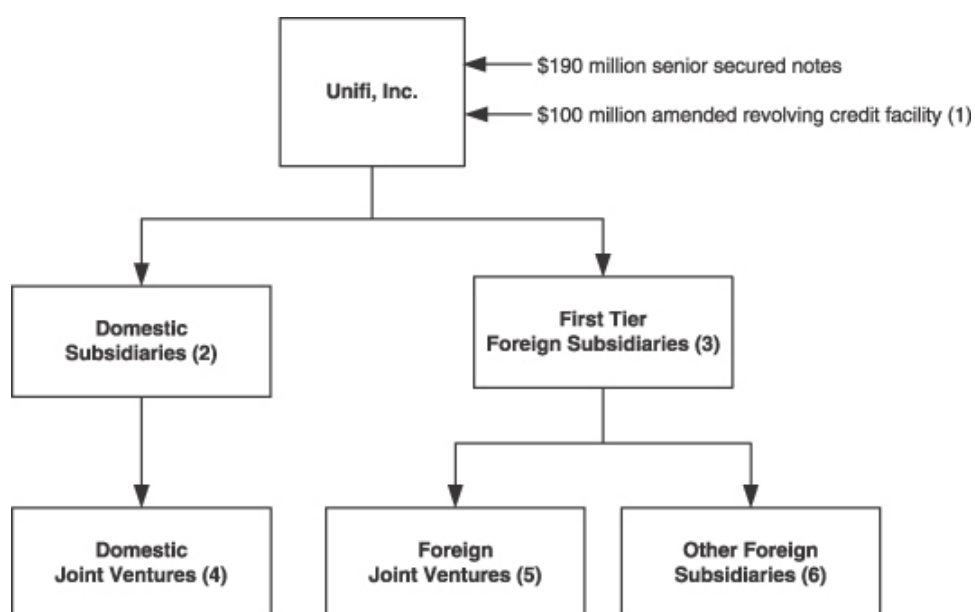 Unifi, Inc.
$190 million senior secured notes
$100 million amended revolving credit facility (1)
Domestic
Subsidiaries (2)
First Tier
Foreign Subsidiaries (3)
Domestic
Joint Ventures (4)
Foreign
Joint Ventures (5)
Other Foreign
Subsidiaries (6)